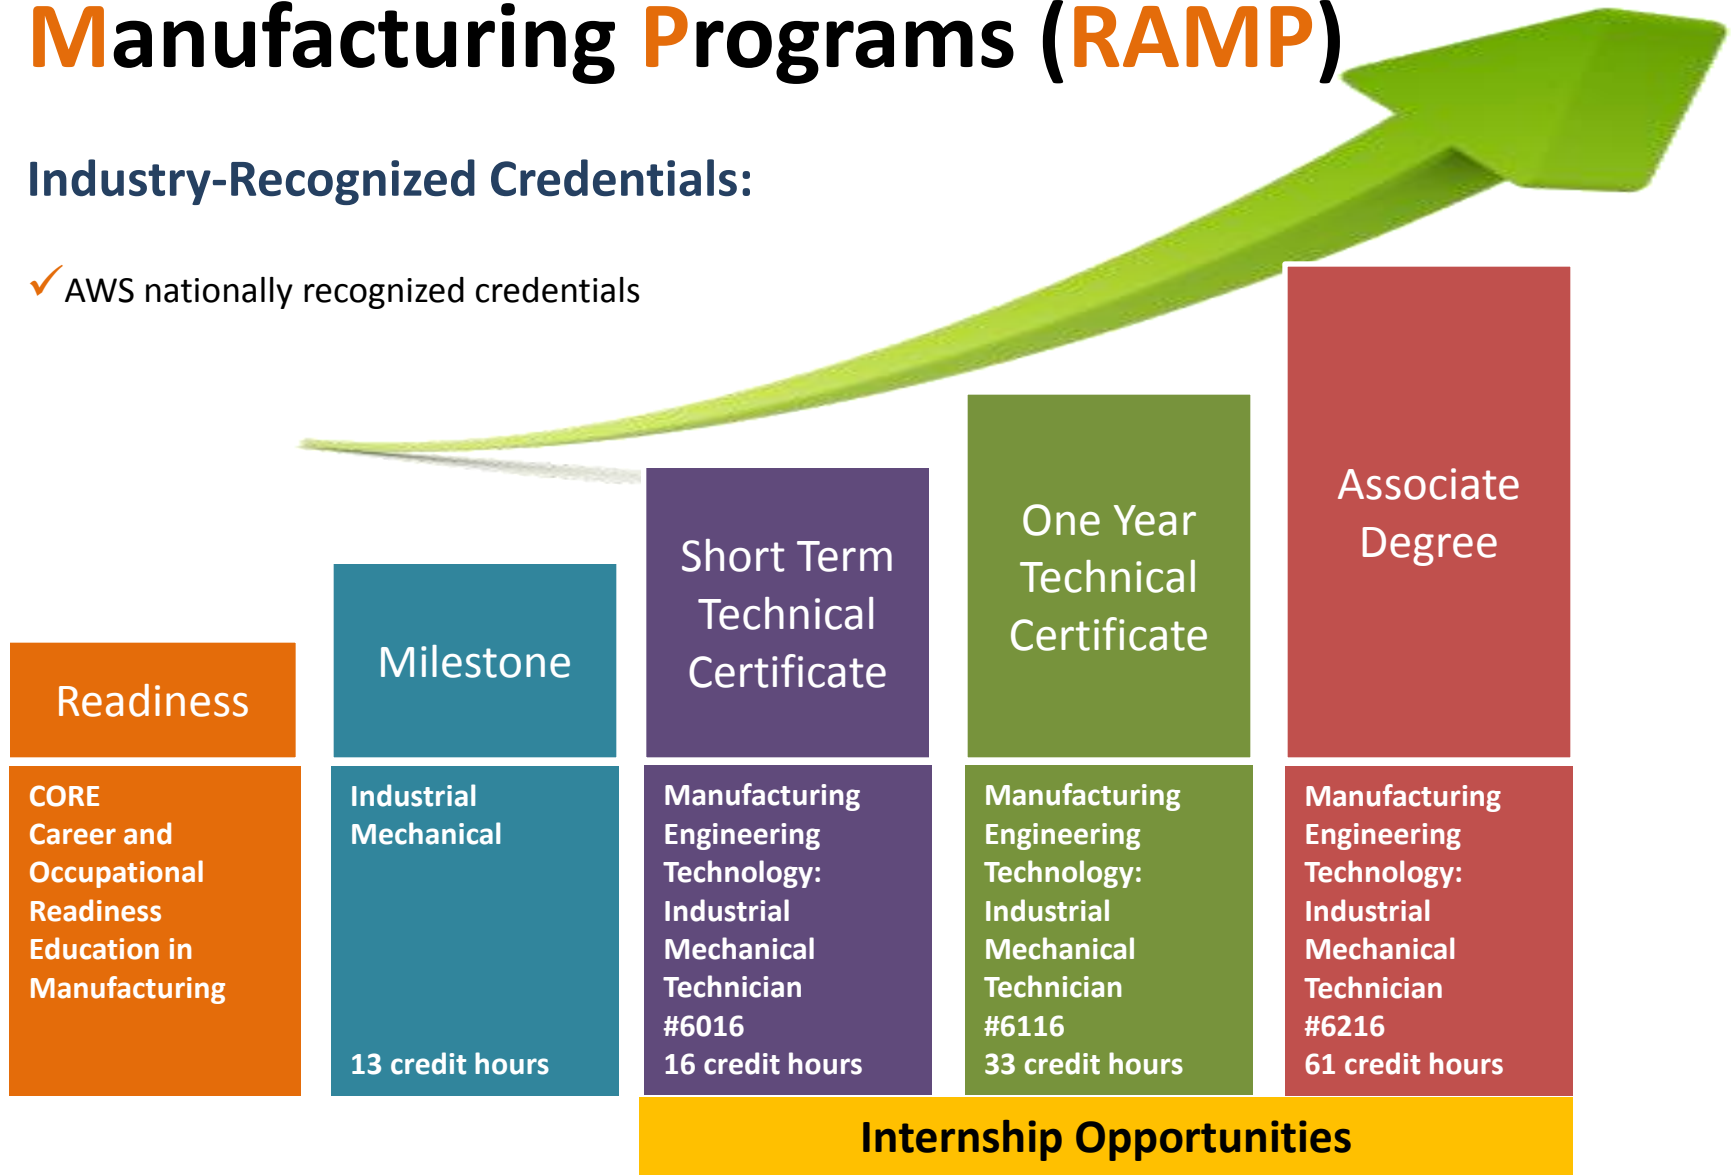 Manufacturing Programs (RAMP)
Industry-Recognized Credentials:
✓AWS nationally recognized credentials
Readiness
Milestone
Short Term
Technical
Certificate
One Year
Technical
Certificate
Associate
Degree
CORE
Career and
Occupational
Readiness
Education in
Manufacturing
Industrial
Mechanical
13 credit hours
Manufacturing
Engineering
Technology:
Industrial
Mechanical
Technician
#6016
16 credit hours
Manufacturing
Engineering
Technology:
Industrial
Mechanical
Technician
#6116
33 credit hours
Manufacturing
Engineering
Technology:
Industrial
Mechanical
Technician
#6216
61 credit hours
Internship Opportunities